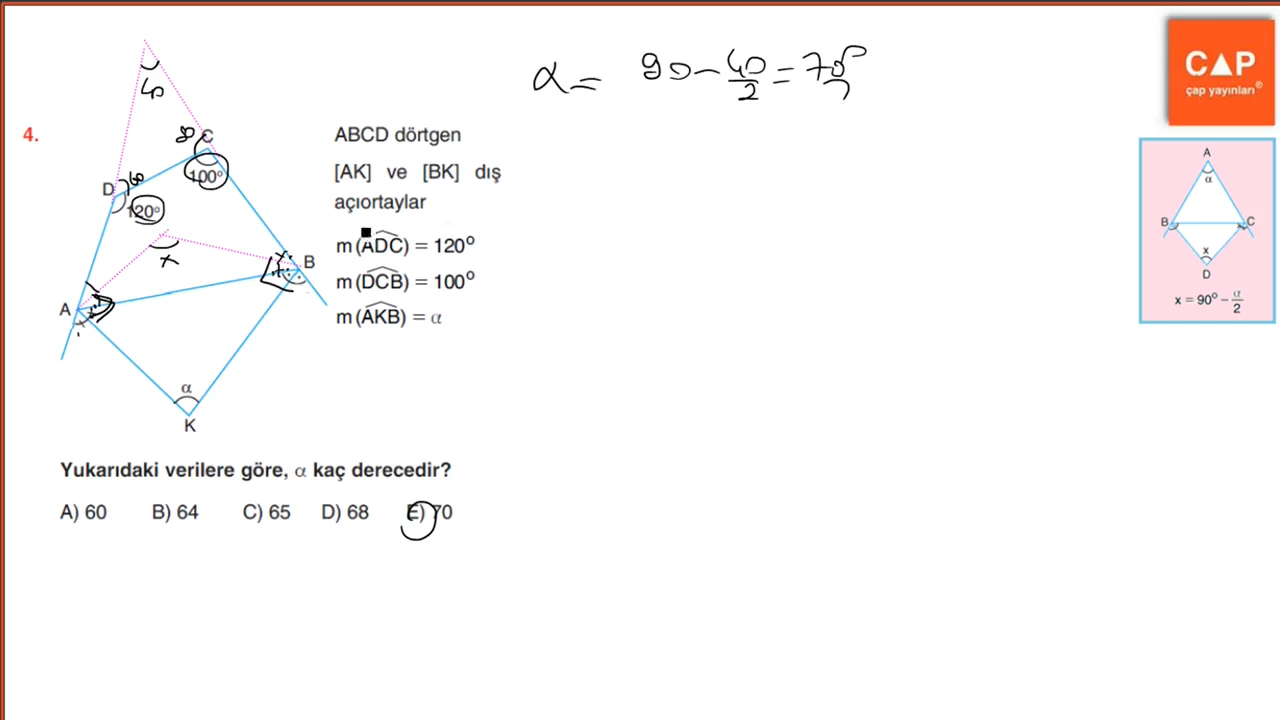 α = 90 - 40/2 = 70°
ÇAP
çap yayınları®
4.
ABCD dörtgen
[AK] ve [BK] dış
açıortaylar
m(ADC) = 120°
m(DCB) = 100°
m(AKB) = α
40
80
C
100°
D
60
120°
x
B
A
x
α
K
A
α
B
C
x
D
x = 90° - α/2
Yukarıdaki verilere göre, α kaç derecedir?
A) 60 B) 64 C) 65 D) 68 E) 70